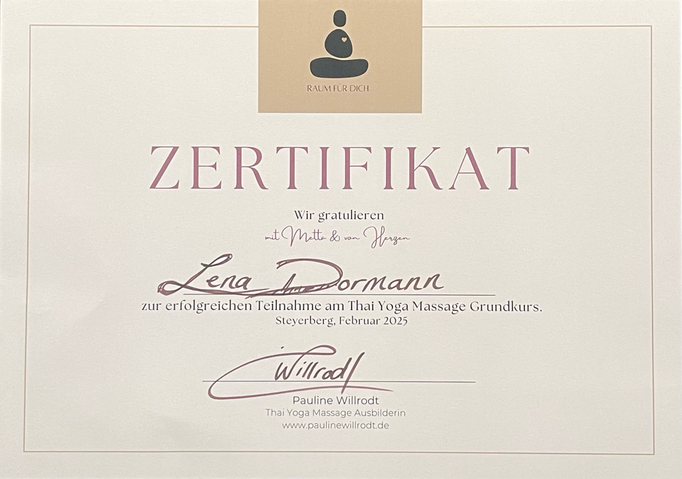 RAUM FÜR DICH
ZERTIFIKAT
Wir gratulieren
mit Metta & von Herzen
Lena Dormann
zur erfolgreichen Teilnahme am Thai Yoga Massage Grundkurs.
Steyerberg, Februar 2025
Willrodt
Pauline Willrodt
Thai Yoga Massage Ausbilderin
www.paulinewillrodt.de